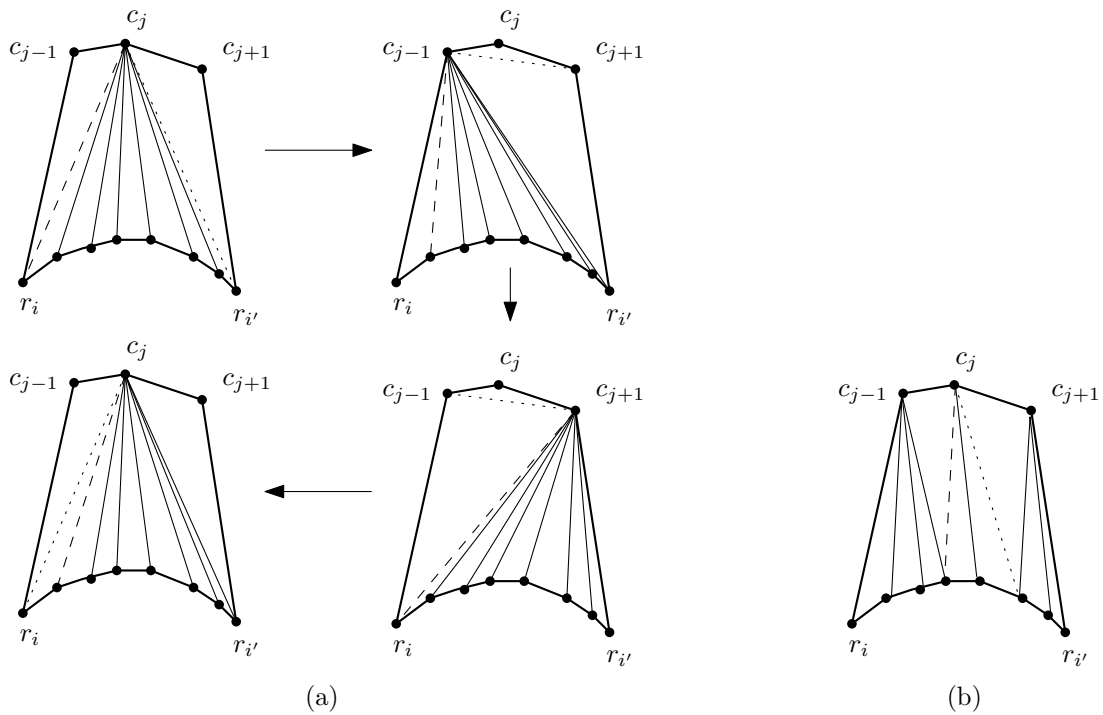 c_j c_j
c_{j-1} c_{j+1} c_{j-1} c_{j+1}
r_i r_{i'} r_i r_{i'}
c_j c_j c_j
c_{j-1} c_{j+1} c_{j-1} c_{j+1} c_{j-1} c_{j+1}
r_i r_{i'} r_i r_{i'} r_i r_{i'}
(a) (b)